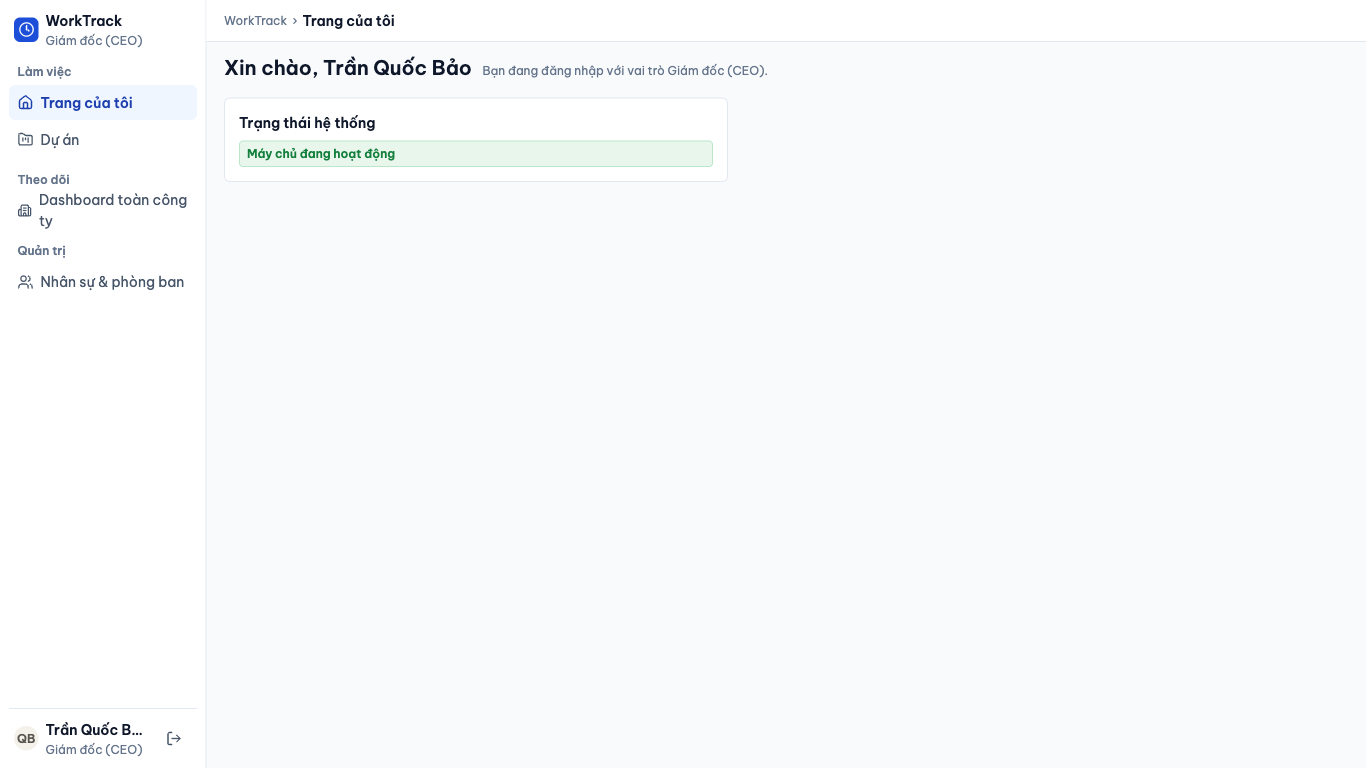 WorkTrack
Giám đốc (CEO)
Làm việc
Trang của tôi
Dự án
Theo dõi
Dashboard toàn công
ty
Quản trị
Nhân sự & phòng ban
Trần Quốc B...
QB
Giám đốc (CEO)
WorkTrack › Trang của tôi
Xin chào, Trần Quốc Bảo Bạn đang đăng nhập với vai trò Giám đốc (CEO).
Trạng thái hệ thống
Máy chủ đang hoạt động